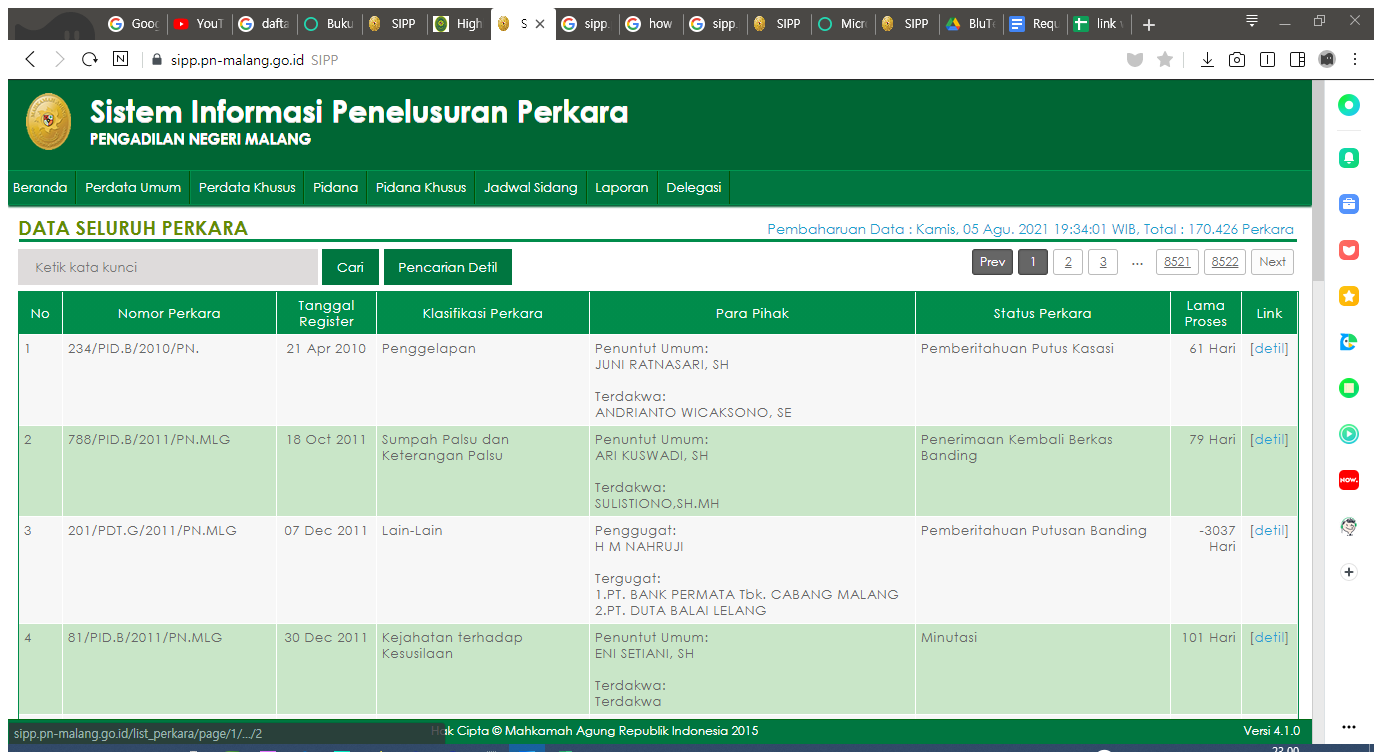 Goog YouT G dafta Buku SIPP High S sipp. how sipp. SIPP Micr SIPP BluT Requ link
sipp.pn-malang.go.id SIPP
Sistem Informasi Penelusuran Perkara
PENGADILAN NEGERI MALANG
Beranda Perdata Umum Perdata Khusus Pidana Pidana Khusus Jadwal Sidang Laporan Delegasi
DATA SELURUH PERKARA
Pembaharuan Data : Kamis, 05 Agu. 2021 19:34:01 WIB, Total : 170.426 Perkara
Ketik kata kunci Cari Pencarian Detil Prev 1 2 3 ... 8521 8522 Next
No Nomor Perkara Tanggal Register Klasifikasi Perkara Para Pihak Status Perkara Lama Proses Link
1 234/PID.B/2010/PN. 21 Apr 2010 Penggelapan Penuntut Umum: Pemberitahuan Putus Kasasi 61 Hari [detil]
JUNI RATNASARI, SH
Terdakwa:
ANDRIANTO WICAKSONO, SE
2 788/PID.B/2011/PN.MLG 18 Oct 2011 Sumpah Palsu dan Penuntut Umum: Penerimaan Kembali Berkas 79 Hari [detil]
Keterangan Palsu ARI KUSWADI, SH Banding
Terdakwa:
SULISTIONO,SH.MH
3 201/PDT.G/2011/PN.MLG 07 Dec 2011 Lain-Lain Penggugat: Pemberitahuan Putusan Banding -3037 [detil]
H M NAHRUJI Hari
Tergugat:
1.PT. BANK PERMATA Tbk. CABANG MALANG
2.PT. DUTA BALAI LELANG
4 81/PID.B/2011/PN.MLG 30 Dec 2011 Kejahatan terhadap Penuntut Umum: Minutasi 101 Hari [detil]
Kesusilaan ENI SETIANI, SH
Terdakwa:
Terdakwa
sipp.pn-malang.go.id/list_perkara/page/1/.../2
Cipta © Mahkamah Agung Republik Indonesia 2015 Versi 4.1.0